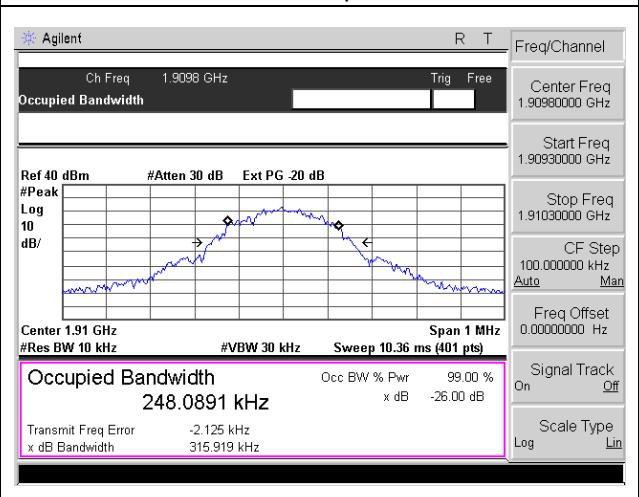 Agilent R T
Freq/Channel
Ch Freq 1.9098 GHz Trig Free
Occupied Bandwidth
Center Freq
1.90980000 GHz
Start Freq
1.90930000 GHz
Ref 40 dBm #Atten 30 dB Ext PG -20 dB
#Peak
Log
10
dB/
Stop Freq
1.91030000 GHz
CF Step
100.000000 kHz
Auto Man
Freq Offset
0.00000000 Hz
Center 1.91 GHz Span 1 MHz
#Res BW 10 kHz #VBW 30 kHz Sweep 10.36 ms (401 pts)
Occupied Bandwidth Occ BW % Pwr 99.00 %
248.0891 kHz x dB -26.00 dB
Transmit Freq Error -2.125 kHz
x dB Bandwidth 315.919 kHz
Signal Track
On Off
Scale Type
Log Lin